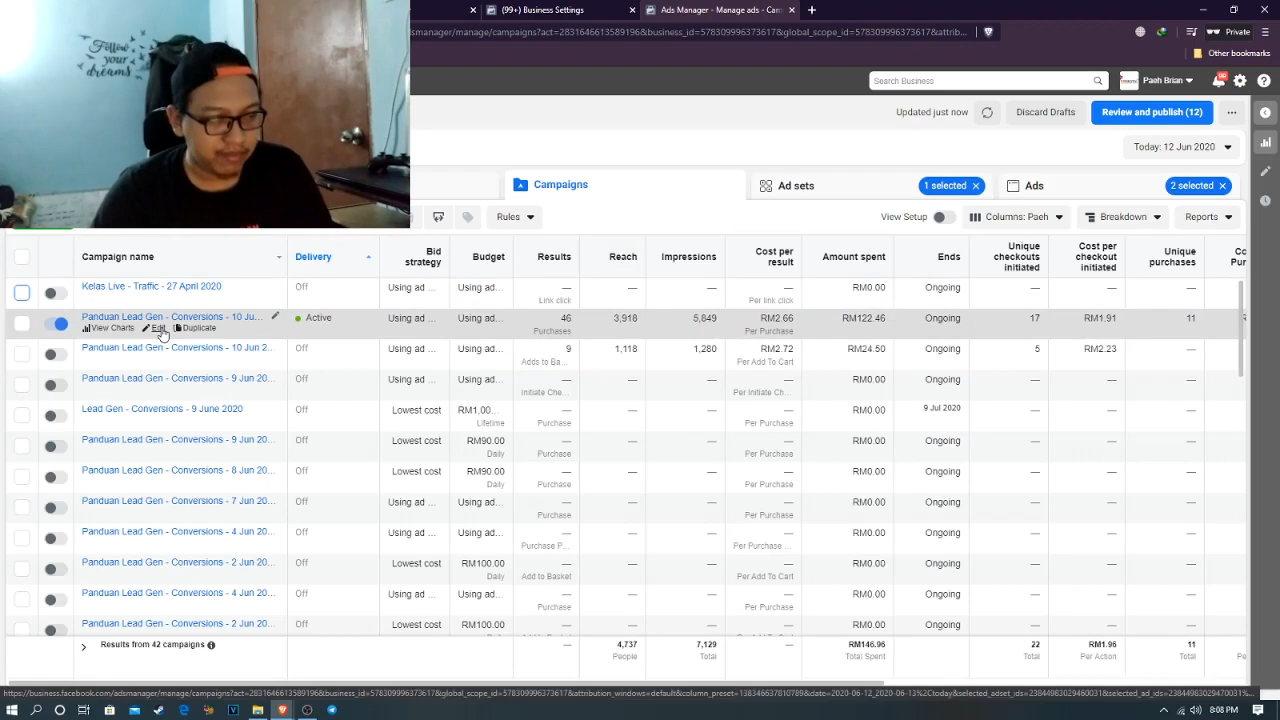 (99+) Business Settings
Ads Manager - Manage ads - Cam
adsmanager/manage/campaigns?act=2831646613589196&business_id=578309996373617&global_scope_id=578309996373617&attrib...
Private
Other bookmarks
Follow your dreams
Search Business
Paeh Brian
Updated just now
Discard Drafts
Review and publish (12)
Today: 12 Jun 2020
Campaigns
Ad sets
1 selected
Ads
2 selected
Rules
View Setup
Columns: Paeh
Breakdown
Reports
Campaign name Delivery Bid strategy Budget Results Reach Impressions Cost per result Amount spent Ends Unique checkouts initiated Cost per checkout initiated Unique purchases
Kelas Live - Traffic - 27 April 2020 Off Using ad ... Using ad... — — — — RM0.00 Ongoing — — —
Link click Per link click
Panduan Lead Gen - Conversions - 10 Ju... Active Using ad ... Using ad... 46 3,918 5,849 RM2.66 RM122.46 Ongoing 17 RM1.91 11
View Charts Edit Duplicate Purchases Per Purchase
Panduan Lead Gen - Conversions - 10 Jun 2... Off Using ad ... Using ad... 9 1,118 1,280 RM2.72 RM24.50 Ongoing 5 RM2.23 —
Adds to Ba... Per Add To Cart
Panduan Lead Gen - Conversions - 9 Jun 20... Off Using ad ... Using ad... — — — — RM0.00 Ongoing — — —
Initiate Che... Per Initiate Ch...
Lead Gen - Conversions - 9 June 2020 Off Lowest cost RM1,00... — — — — RM0.00 9 Jul 2020 — — —
Lifetime Purchase Per Purchase
Panduan Lead Gen - Conversions - 9 Jun 20... Off Lowest cost RM90.00 — — — — RM0.00 Ongoing — — —
Daily Purchase Per Purchase
Panduan Lead Gen - Conversions - 8 Jun 20... Off Lowest cost RM90.00 — — — — RM0.00 Ongoing — — —
Daily Purchase Per Purchase
Panduan Lead Gen - Conversions - 7 Jun 20... Off Using ad ... Using ad... — — — — RM0.00 Ongoing — — —
Purchase Per Purchase
Panduan Lead Gen - Conversions - 4 Jun 20... Off Using ad ... Using ad... — — — — RM0.00 Ongoing — — —
Purchase P... Per Purchase ...
Panduan Lead Gen - Conversions - 2 Jun 20... Off Lowest cost RM100.00 — — — — RM0.00 Ongoing — — —
Daily Add to Basket Per Add To Cart
Panduan Lead Gen - Conversions - 4 Jun 20... Off Using ad ... Using ad... — — — — RM0.00 Ongoing — — —
Purchase Per Purchase
Panduan Lead Gen - Conversions - 2 Jun 20... Off Lowest cost RM100.00 — — — — RM0.00 Ongoing — — —
Results from 42 campaigns — 4,737 7,129 — RM146.96 22 RM1.96 11
People Total Total Spent Total Per Action Total
8:08 PM